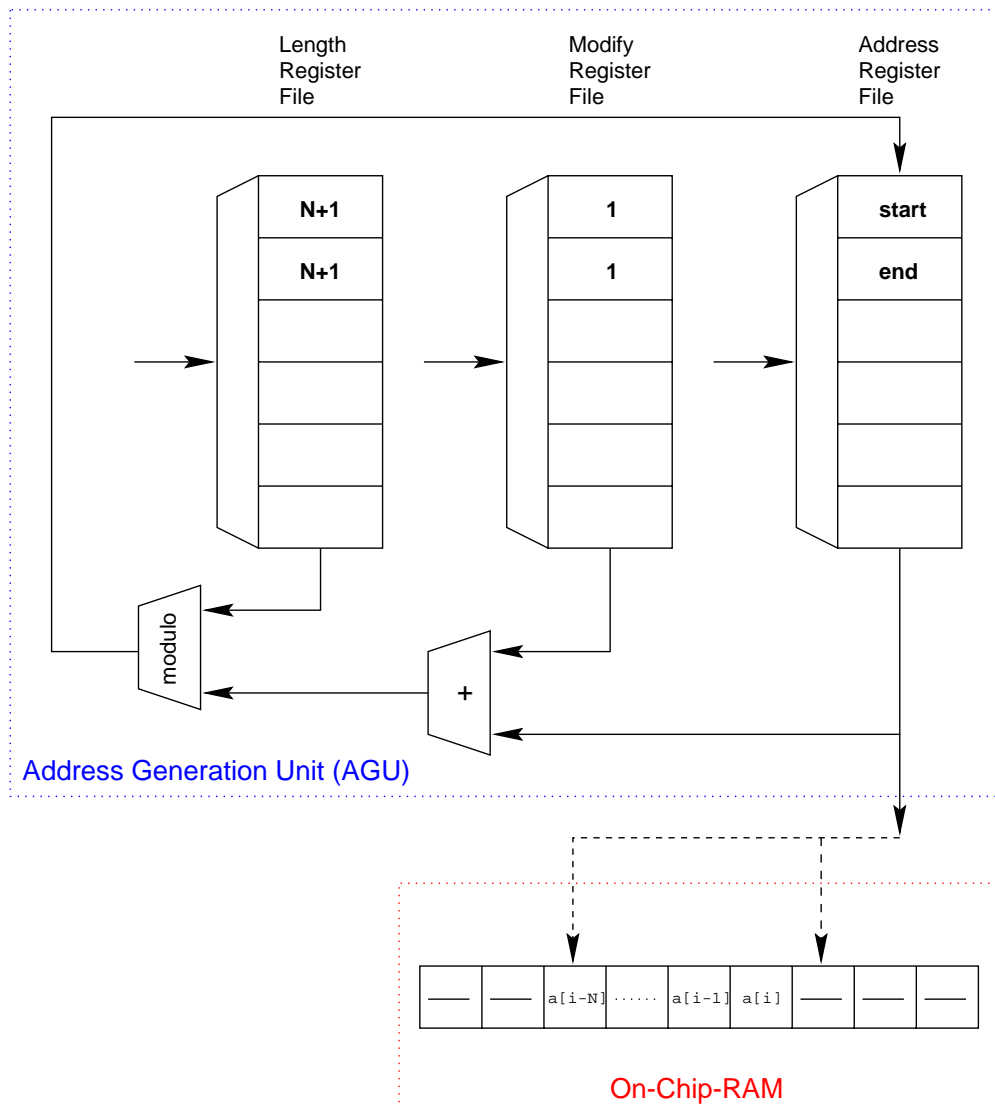 Length
Register
File
Modify
Register
File
Address
Register
File
N+1
1
start
N+1
1
end
modulo
+
Address Generation Unit (AGU)
a[i-N] ...... a[i-1] a[i]
On-Chip-RAM